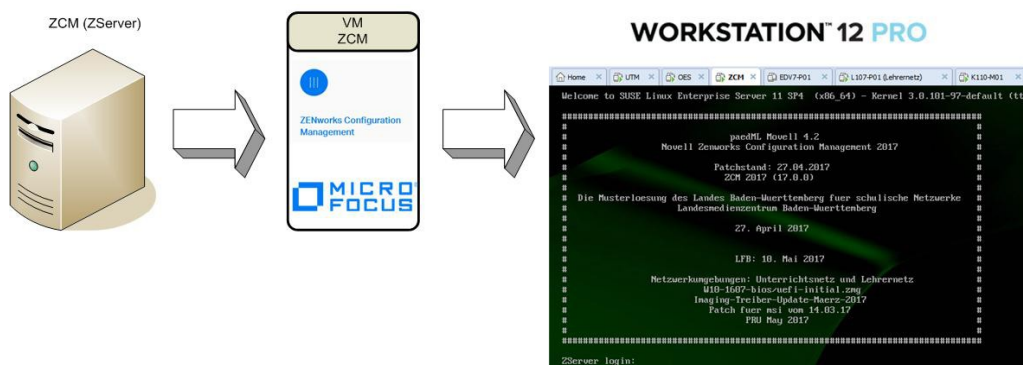 ZCM (ZServer)
VM
ZCM
ZENworks Configuration
Management
MICRO
FOCUS
WORKSTATION™ 12 PRO
Home
UTM
OES
ZCM
EDV7-P01
L107-P01 (Lehrernetz)
K110-M01
Welcome to SUSE Linux Enterprise Server 11 SP4 (x86_64) - Kernel 3.0.101-97-default (tt
paedML Novell 4.2
Novell Zenworks Configuration Management 2017
Patchstand: 27.04.2017
ZCM 2017 (17.0.0)
Die Musterloesung des Landes Baden-Wuerttemberg fuer schulische Netzwerke
Landesmedienzentrum Baden-Wuerttemberg
27. April 2017
LFB: 10. Mai 2017
Netzwerkumgebungen: Unterrichtsnetz und Lehrernetz
W10-1607-bios/uefi-initial.zmg
Imaging-Treiber-Update-Maerz-2017
Patch fuer msi vom 14.03.17
PRU May 2017
ZServer login: